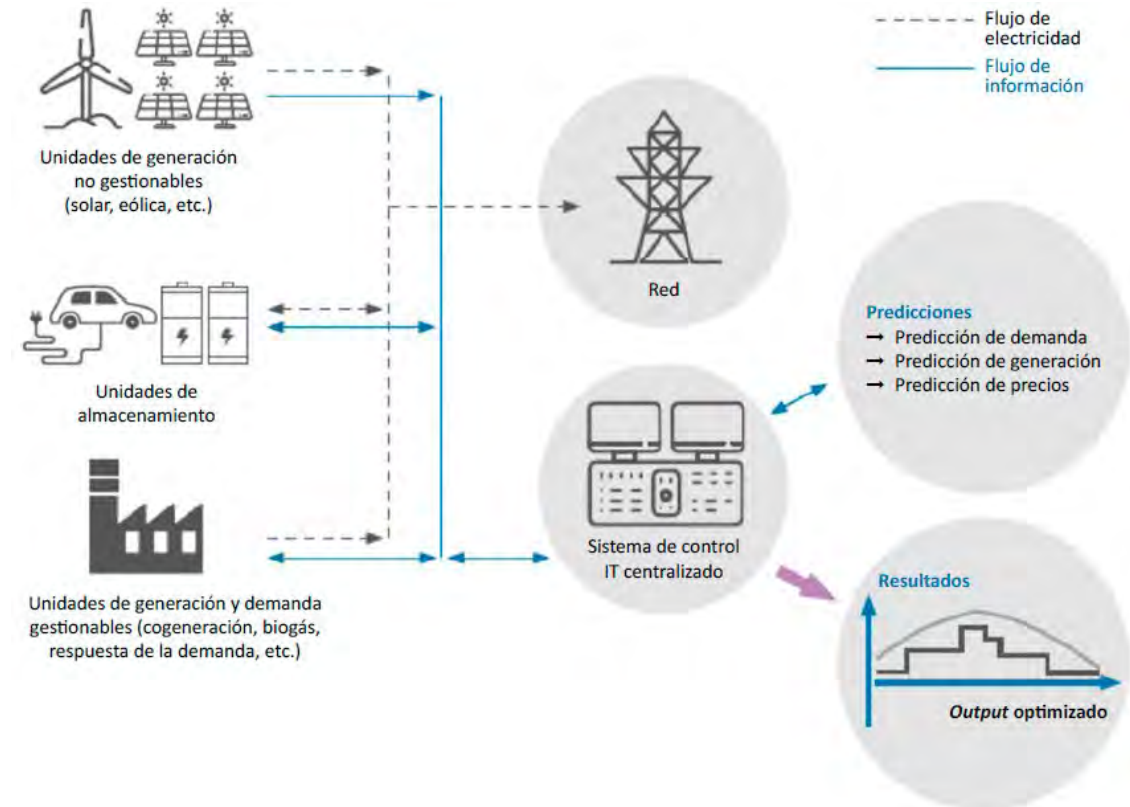 Flujo de
electricidad
Flujo de
información
Unidades de generación
no gestionables
(solar, eólica, etc.)
Red
Predicciones
→ Predicción de demanda
→ Predicción de generación
→ Predicción de precios
Unidades de
almacenamiento
Sistema de control
IT centralizado
Unidades de generación y demanda
gestionables (cogeneración, biogás,
respuesta de la demanda, etc.)
Resultados
Output optimizado